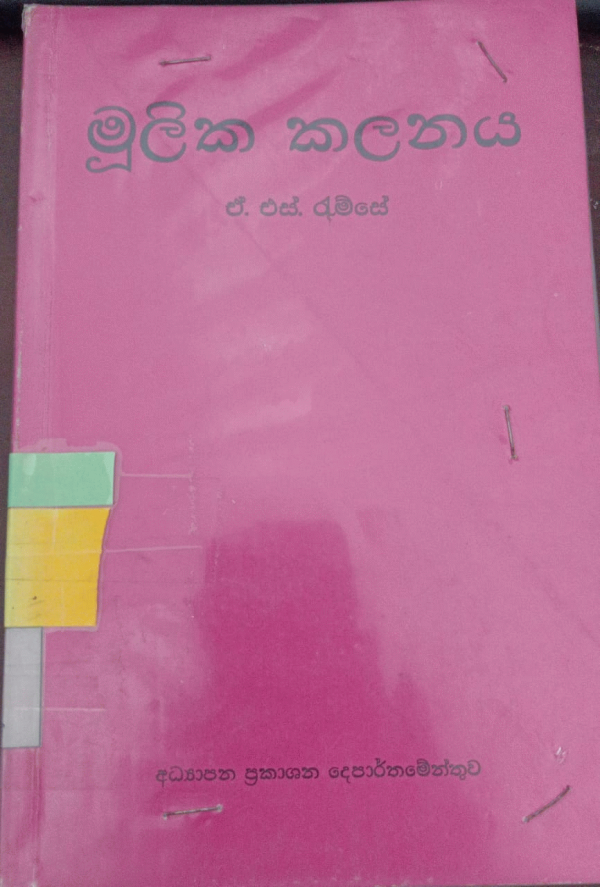 මූලික කලනය
ඒ. එස්. රැම්සේ
අධ්‍යාපන ප්‍රකාශන දෙපාර්තමේන්තුව